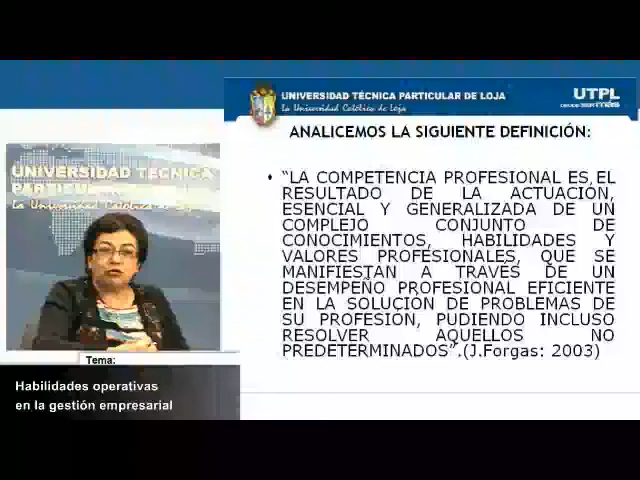 UNIVERSIDAD TÉCNICA PARTICULAR DE LOJA
La Universidad Católica de Loja
UTPL
ANALICEMOS LA SIGUIENTE DEFINICIÓN:
• “LA COMPETENCIA PROFESIONAL ES EL
RESULTADO DE LA ACTUACIÓN,
ESENCIAL Y GENERALIZADA DE UN
COMPLEJO CONJUNTO DE
CONOCIMIENTOS, HABILIDADES Y
VALORES PROFESIONALES, QUE SE
MANIFIESTAN A TRAVÉS DE UN
DESEMPEÑO PROFESIONAL EFICIENTE
EN LA SOLUCIÓN DE PROBLEMAS DE
SU PROFESIÓN, PUDIENDO INCLUSO
RESOLVER AQUELLOS NO
PREDETERMINADOS”.(J.Forgas: 2003)
UNIVERSIDAD TÉCNICA
La Universidad Católica de
Tema:
Habilidades operativas
en la gestión empresarial